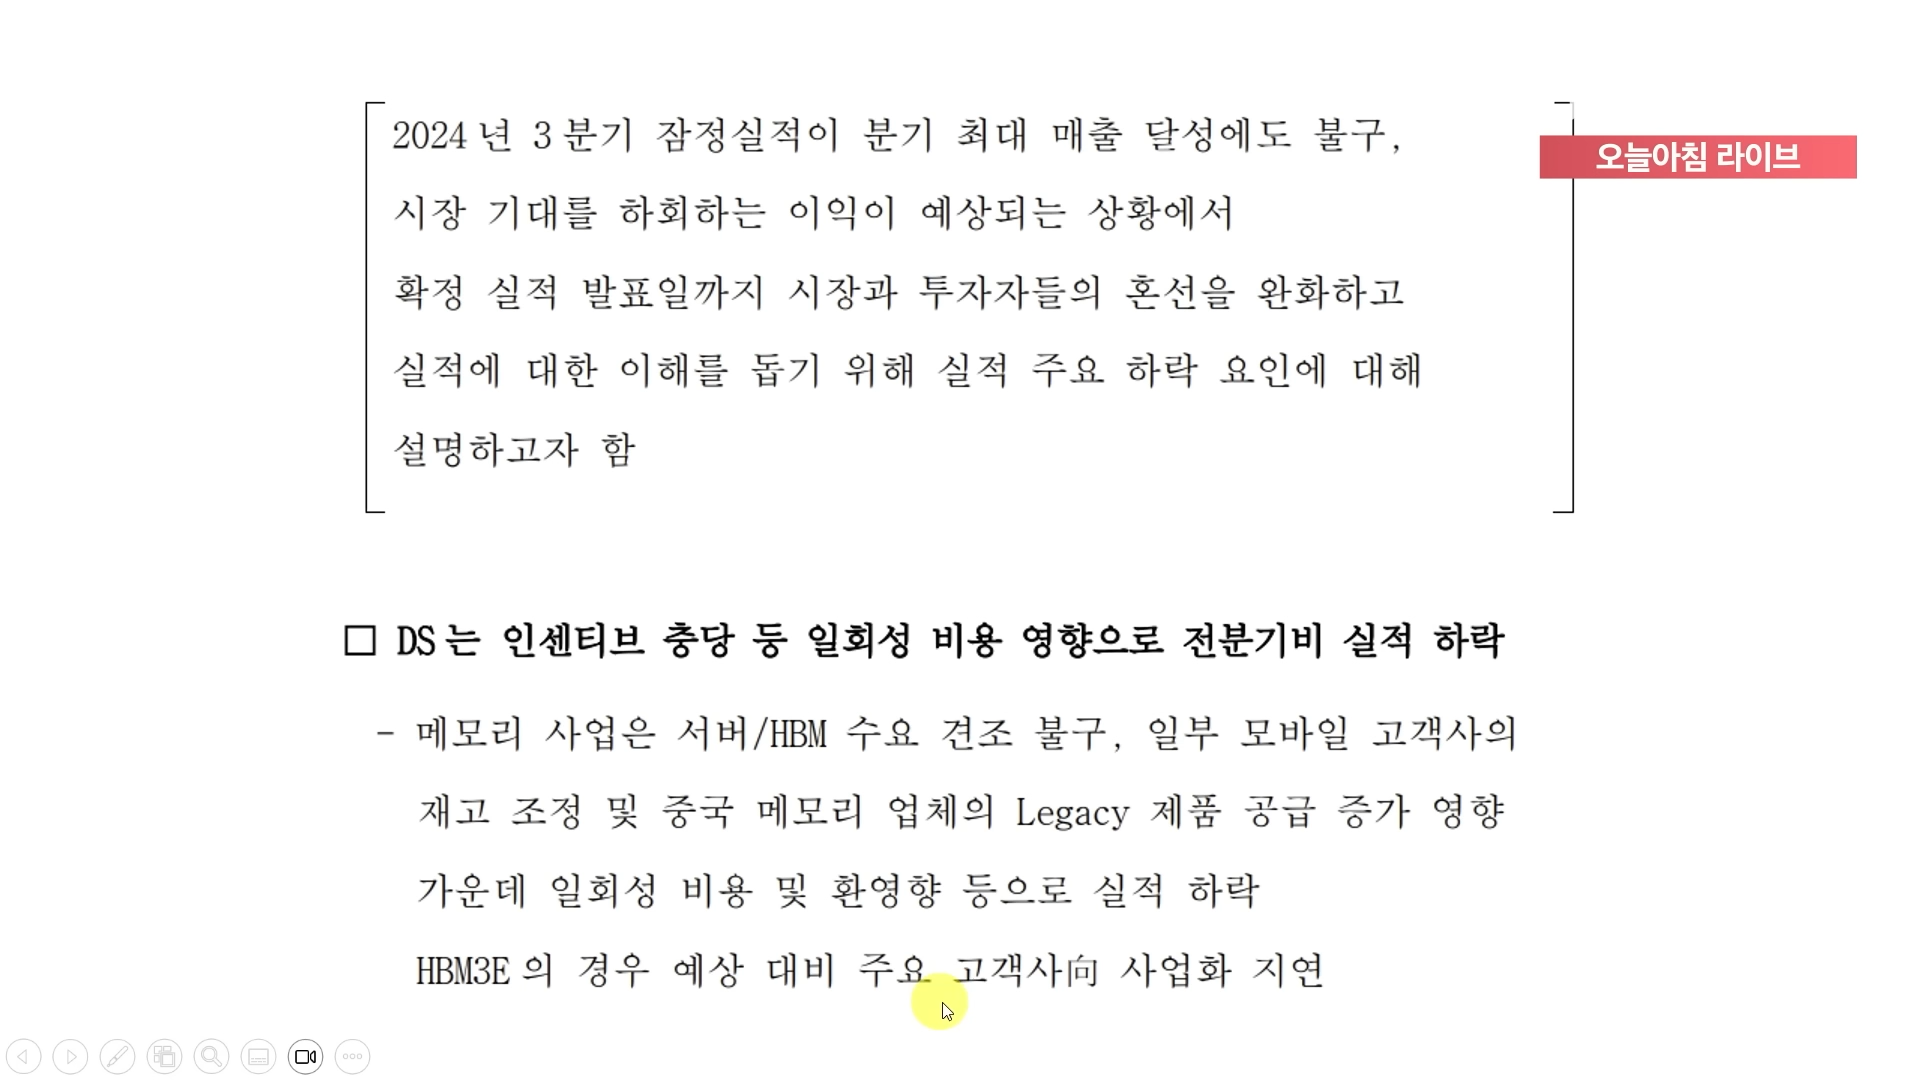 2024년 3분기 잠정실적이 분기 최대 매출 달성에도 불구,
오늘아침 라이브
시장 기대를 하회하는 이익이 예상되는 상황에서
확정 실적 발표일까지 시장과 투자자들의 혼선을 완화하고
실적에 대한 이해를 돕기 위해 실적 주요 하락 요인에 대해
설명하고자 함
□ DS는 인센티브 충당 등 일회성 비용 영향으로 전분기비 실적 하락
- 메모리 사업은 서버/HBM 수요 견조 불구, 일부 모바일 고객사의
재고 조정 및 중국 메모리 업체의 Legacy 제품 공급 증가 영향
가운데 일회성 비용 및 환영향 등으로 실적 하락
HBM3E의 경우 예상 대비 주요 고객사向 사업화 지연